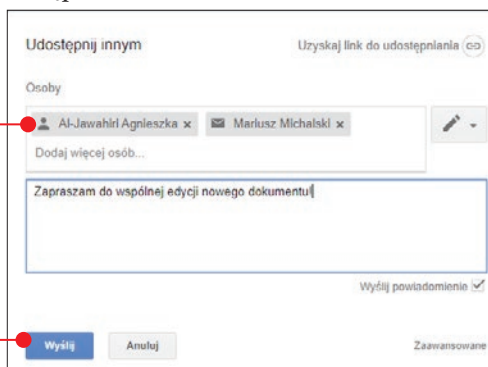 Udostępnij innym
Uzyskaj link do udostępniania
Osoby
Al-Jawahiri Agnieszka x Mariusz Michalski x
Dodaj więcej osób...
Zapraszam do wspólnej edycji nowego dokumentu!
Wyślij powiadomienie
Wyślij Anuluj Zaawansowane